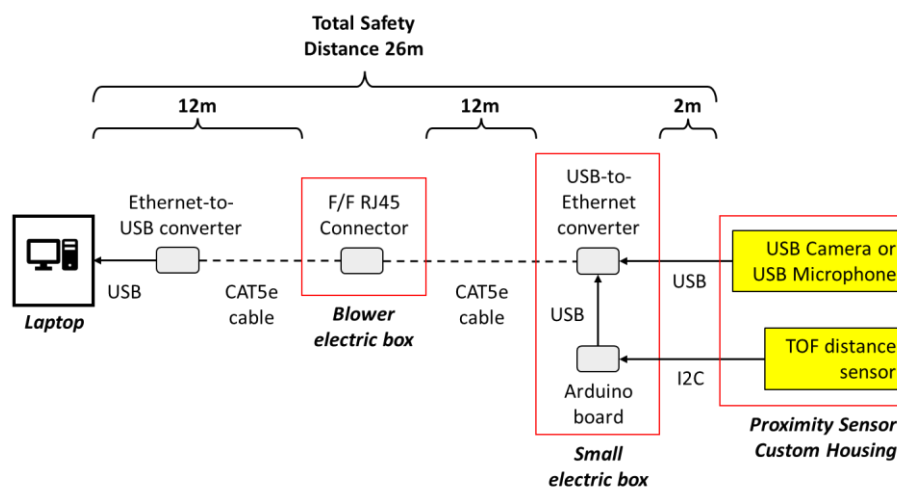 Total Safety
Distance 26m
12m
12m
2m
Ethernet-to-
USB converter
F/F RJ45
Connector
USB-to-
Ethernet
converter
USB Camera or
USB Microphone
USB
CAT5e
cable
CAT5e
cable
USB
USB
Laptop
Blower
electric box
TOF distance
sensor
I2C
Arduino
board
Small
electric box
Proximity Sensor
Custom Housing